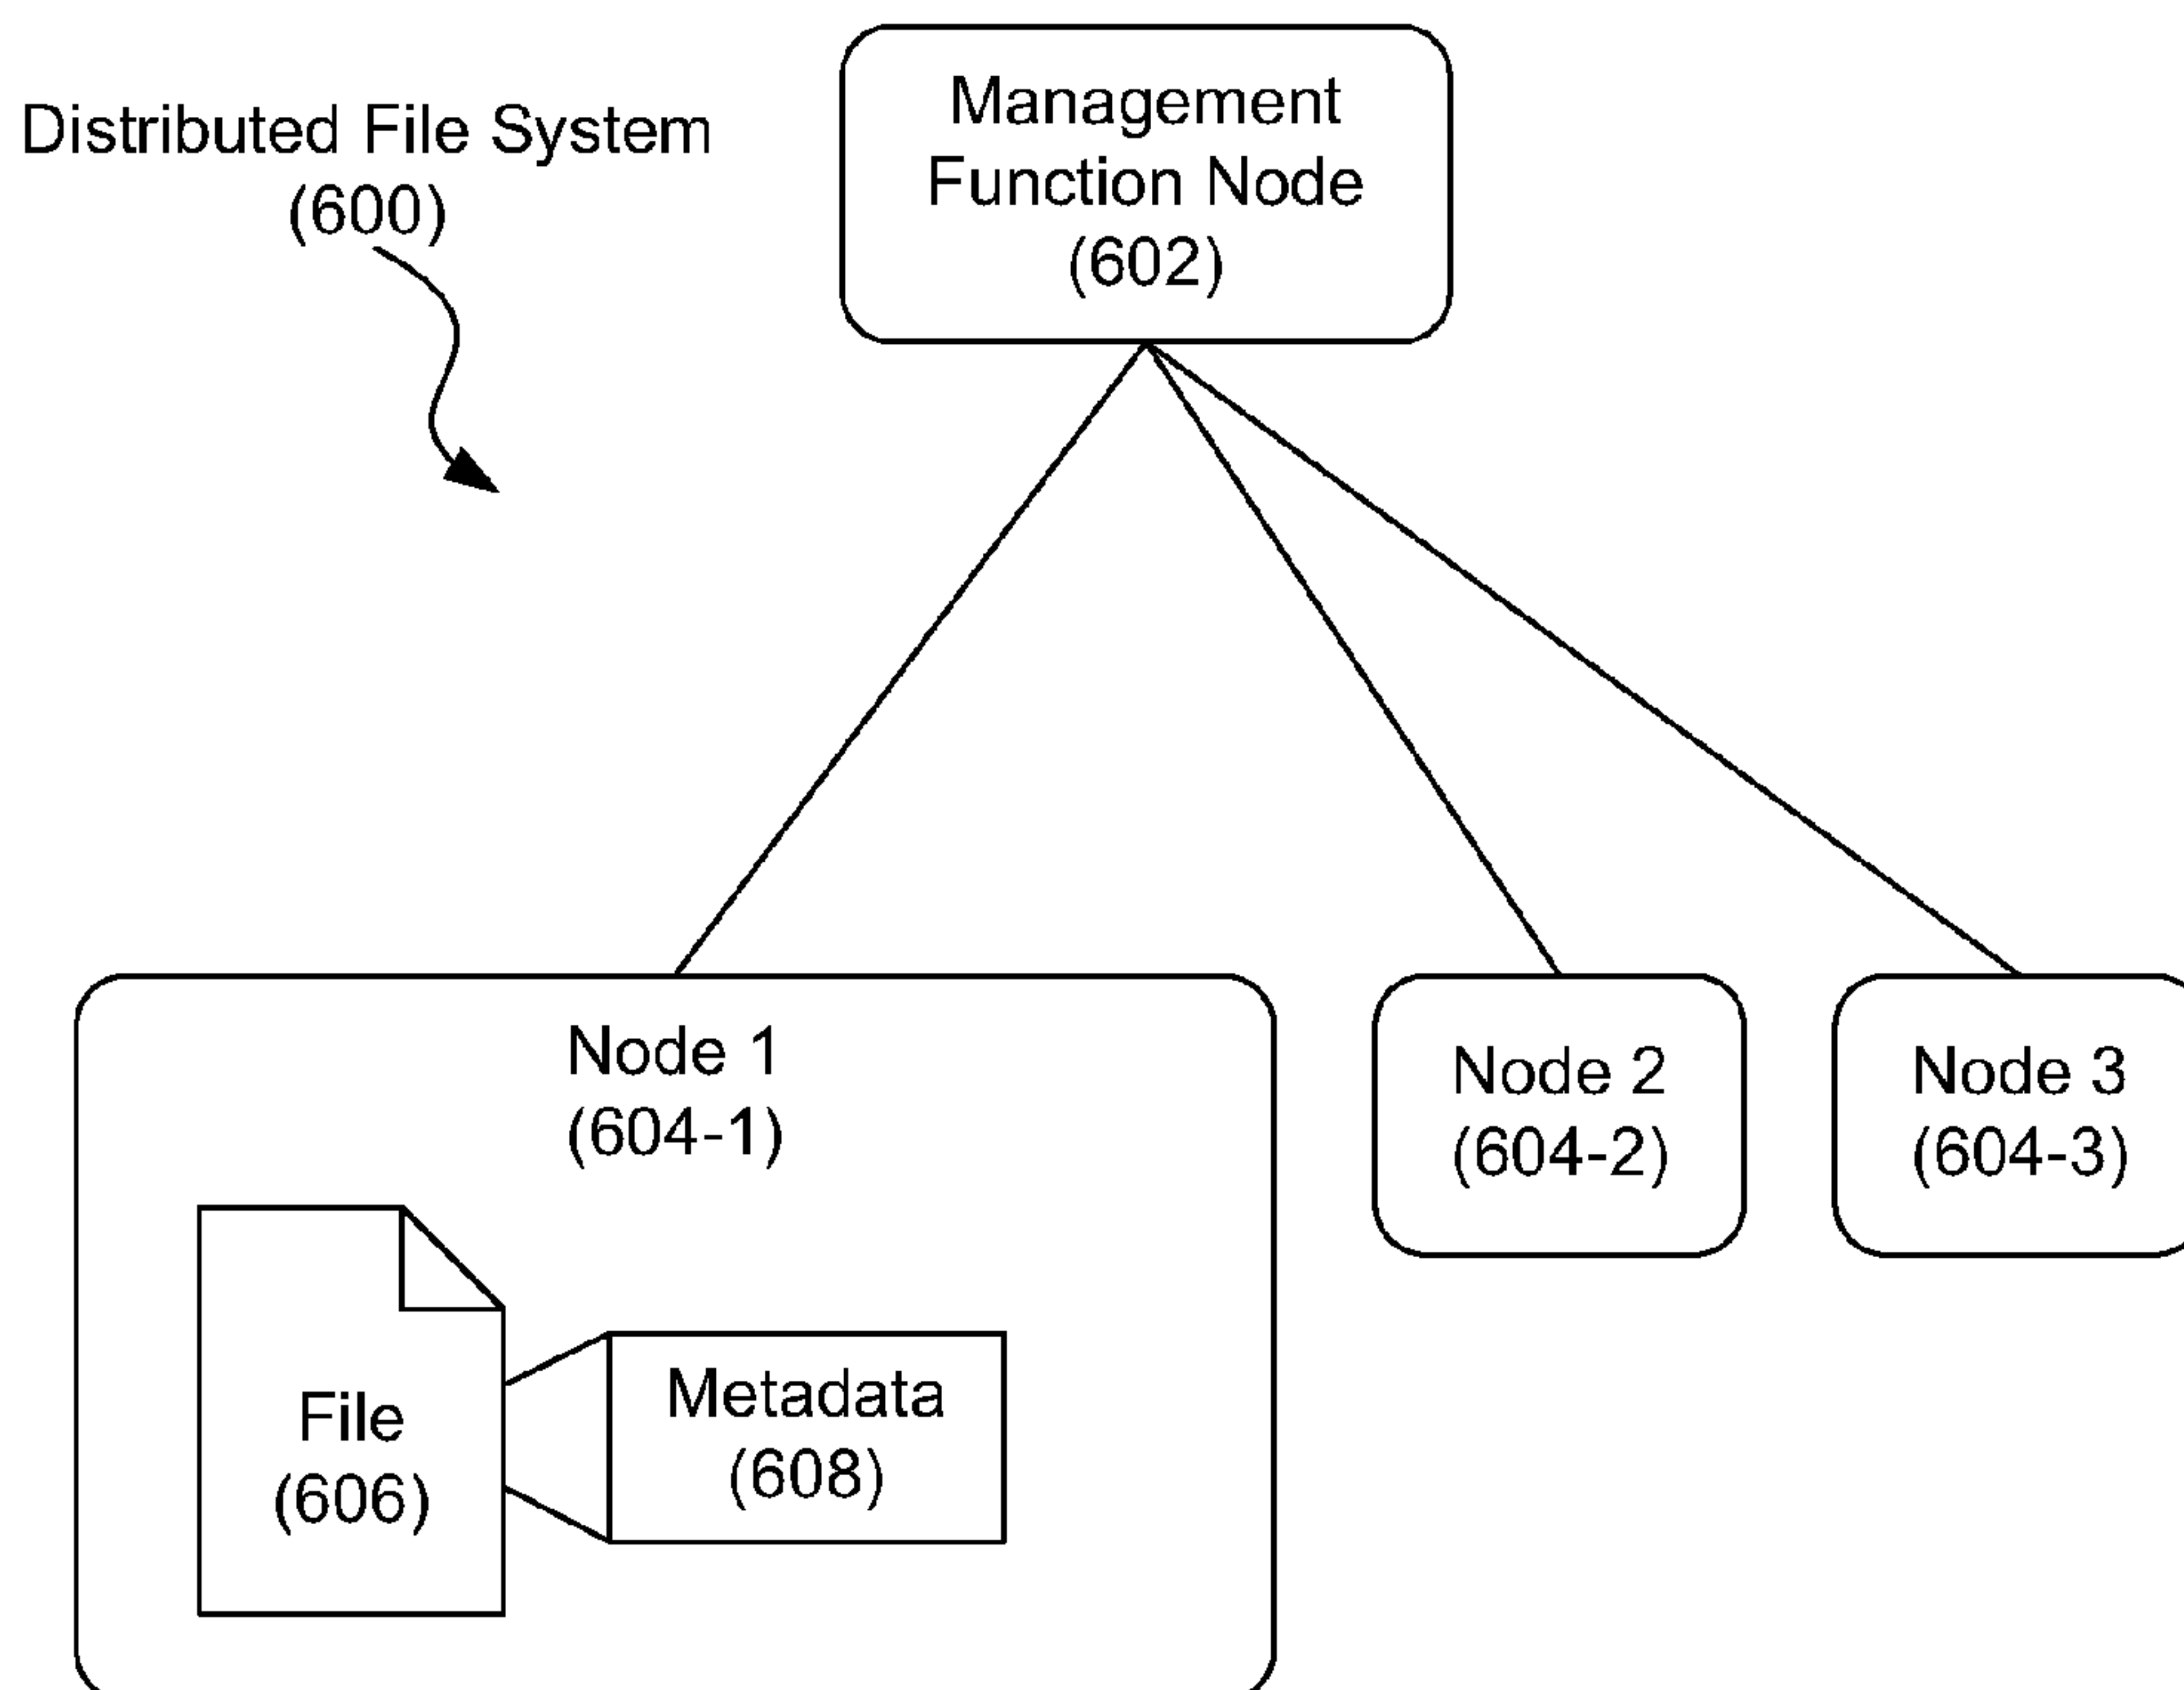 Distributed File System
(600)
Management
Function Node
(602)
Node 1
(604-1)
Node 2
(604-2)
Node 3
(604-3)
File
(606)
Metadata
(608)